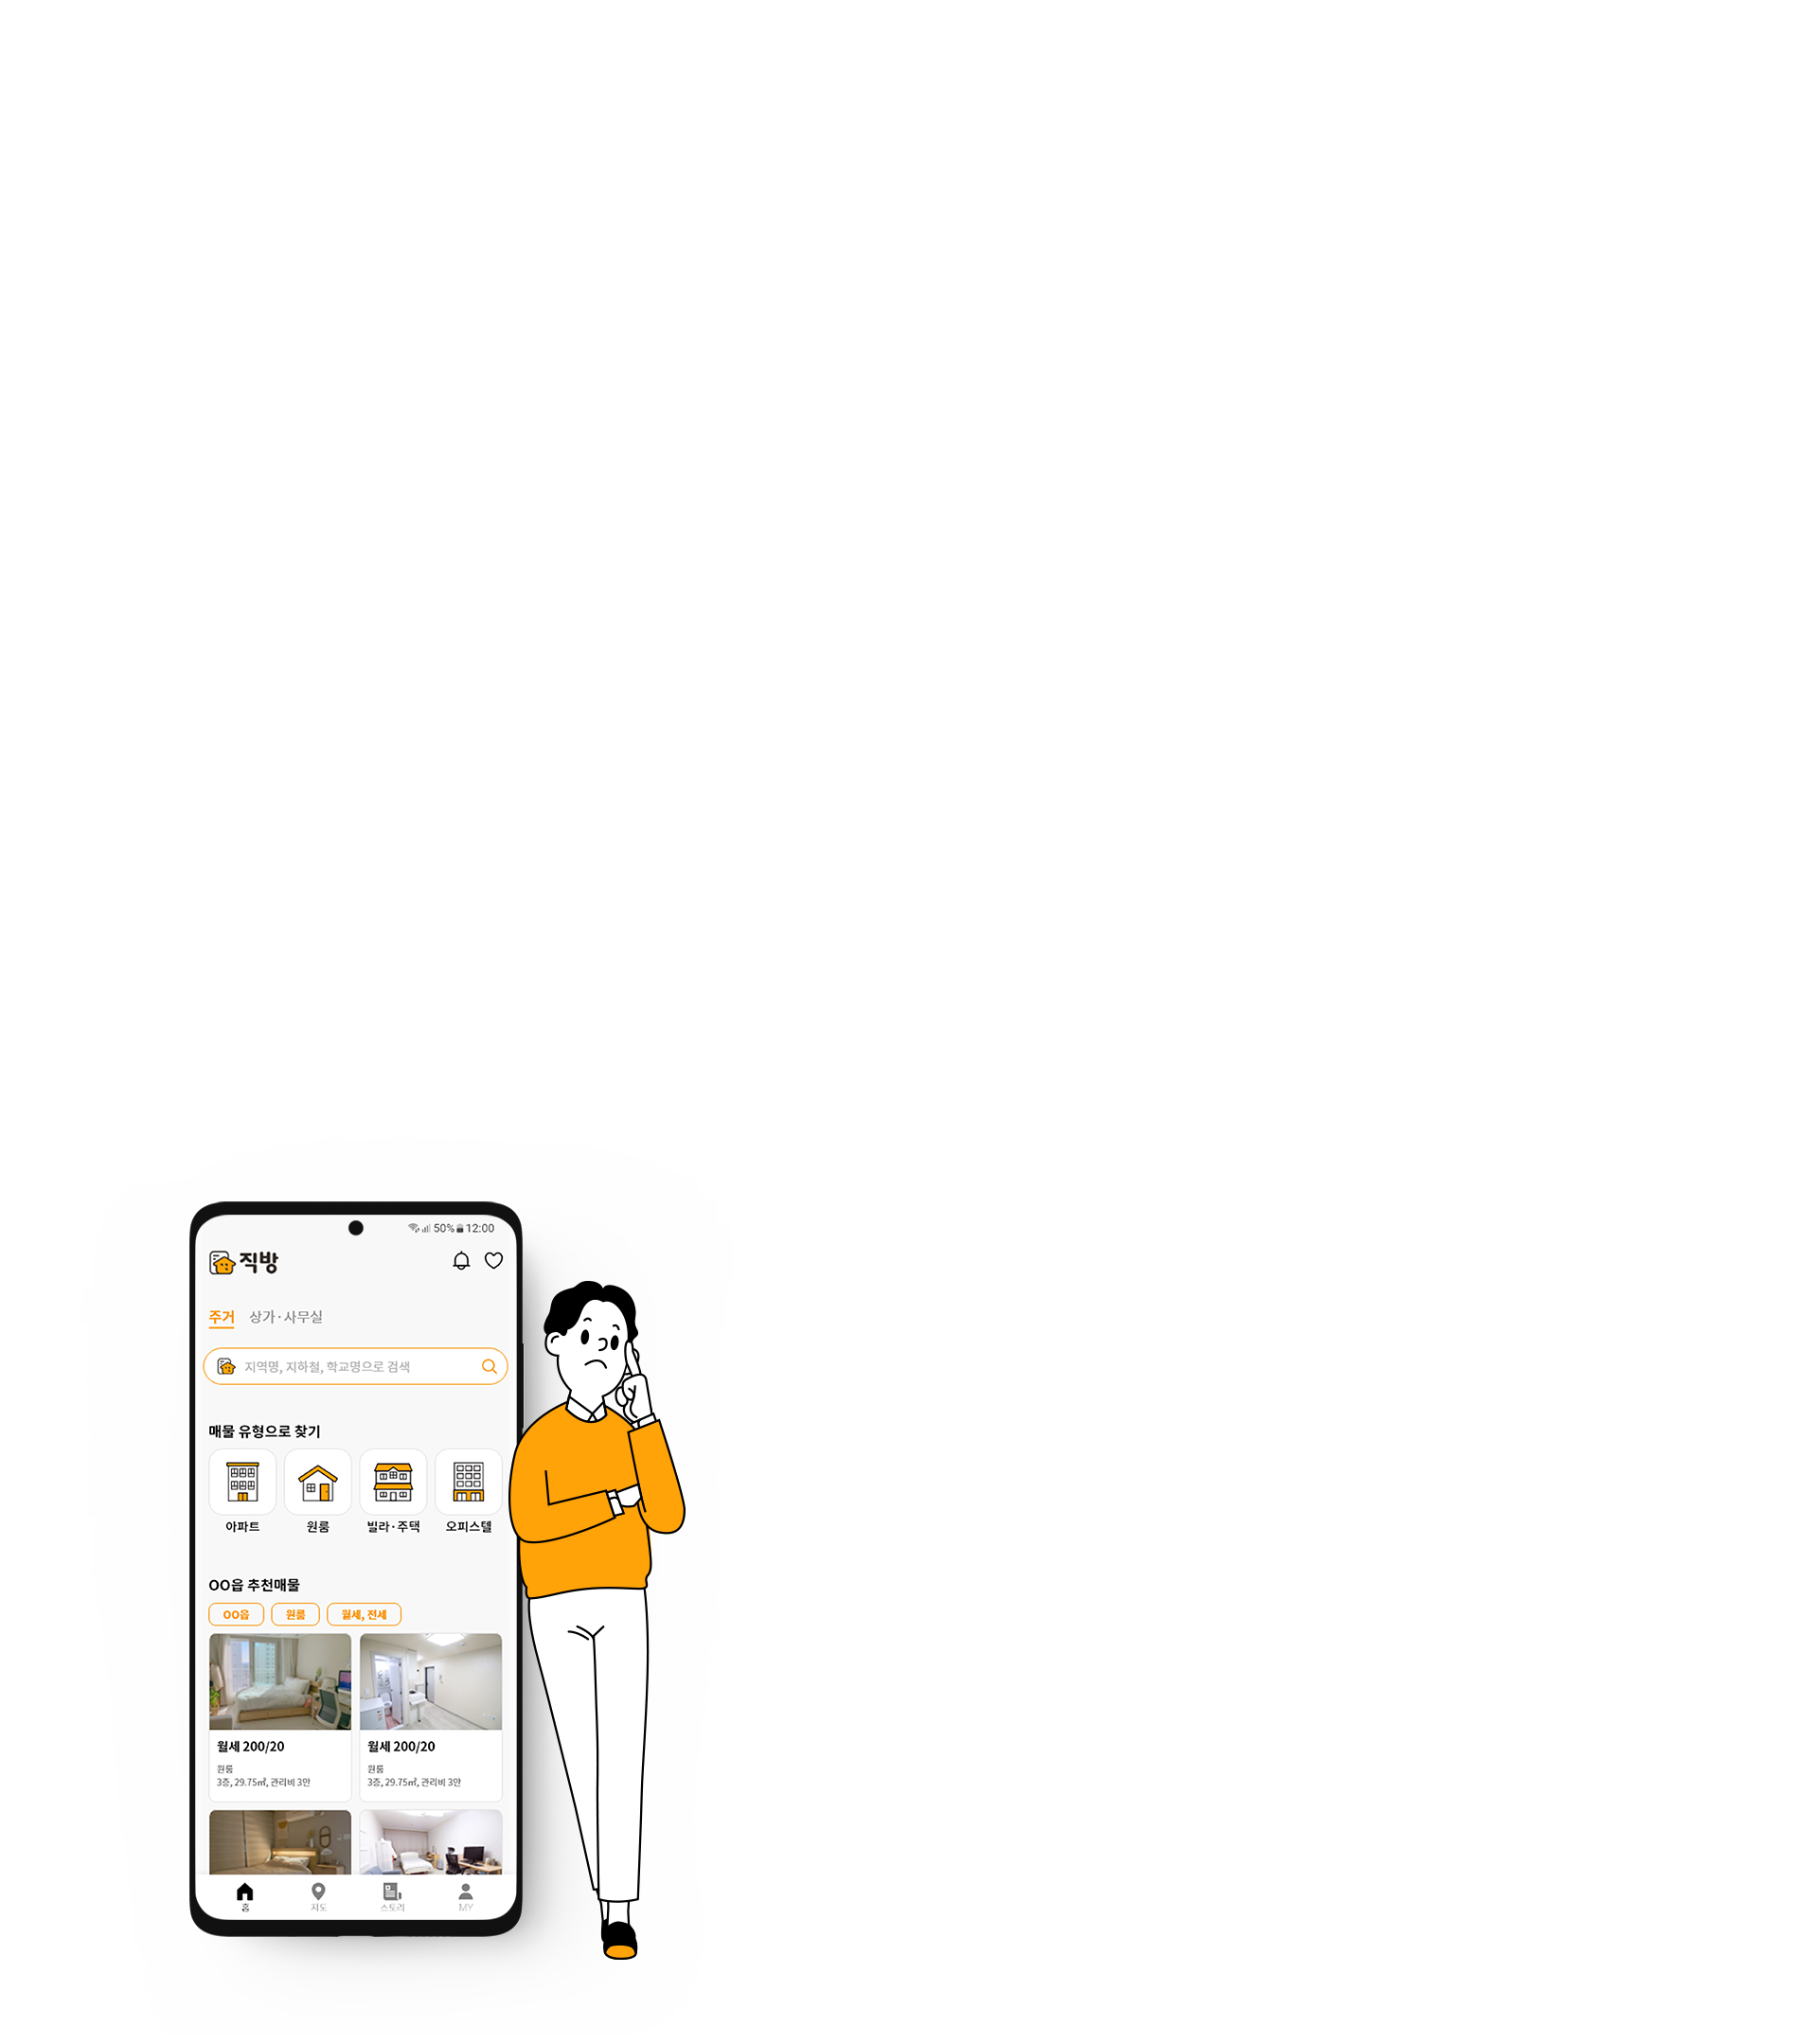 50% 12:00
직방
주거 상가·사무실
지역명, 지하철, 학교명으로 검색
매물 유형으로 찾기
아파트 원룸 빌라·주택 오피스텔
OO읍 추천매물
OO읍 원룸 월세, 전세
월세 200/20 월세 200/20
원룸 원룸
3층, 29.75㎡, 관리비 3만 3층, 29.75㎡, 관리비 3만
홈 지도 스토리 MY